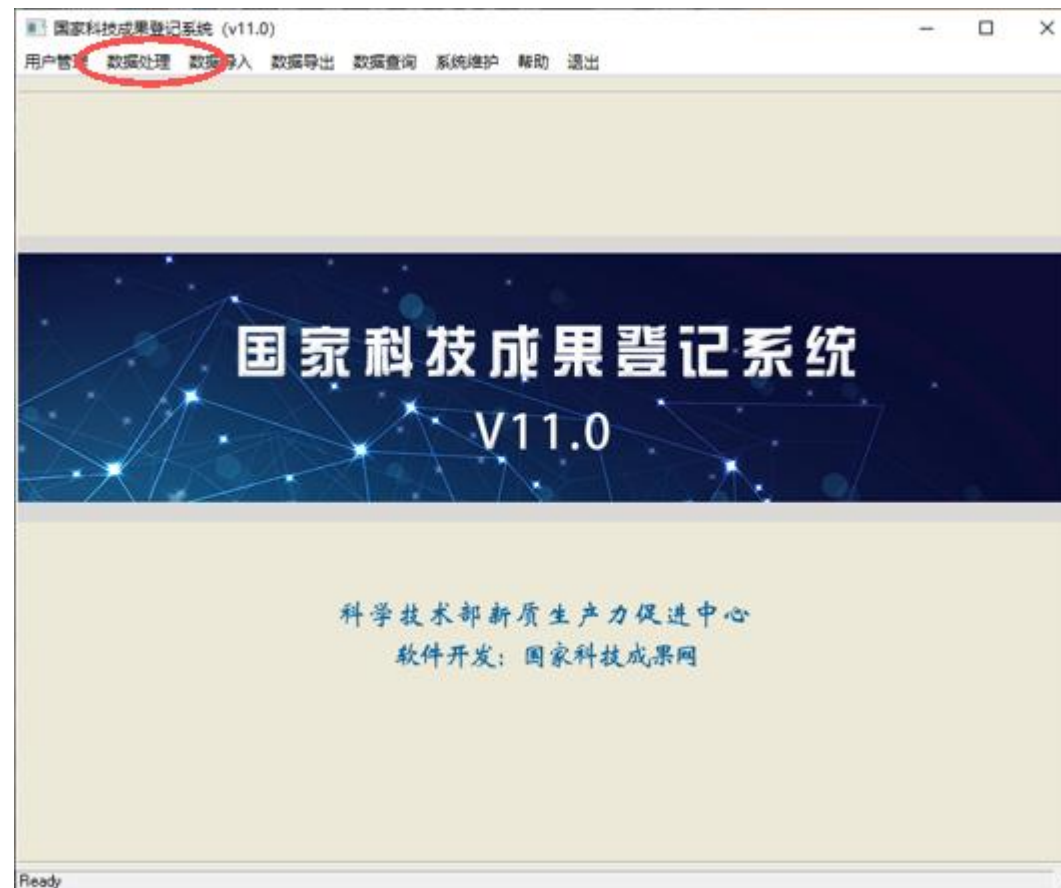 国家科技成果登记系统 (v11.0)
用户管理 数据处理 数据导入 数据导出 数据查询 系统维护 帮助 退出
国家科技成果登记系统
V11.0
科学技术部新质生产力促进中心
软件开发：国家科技成果网
Ready